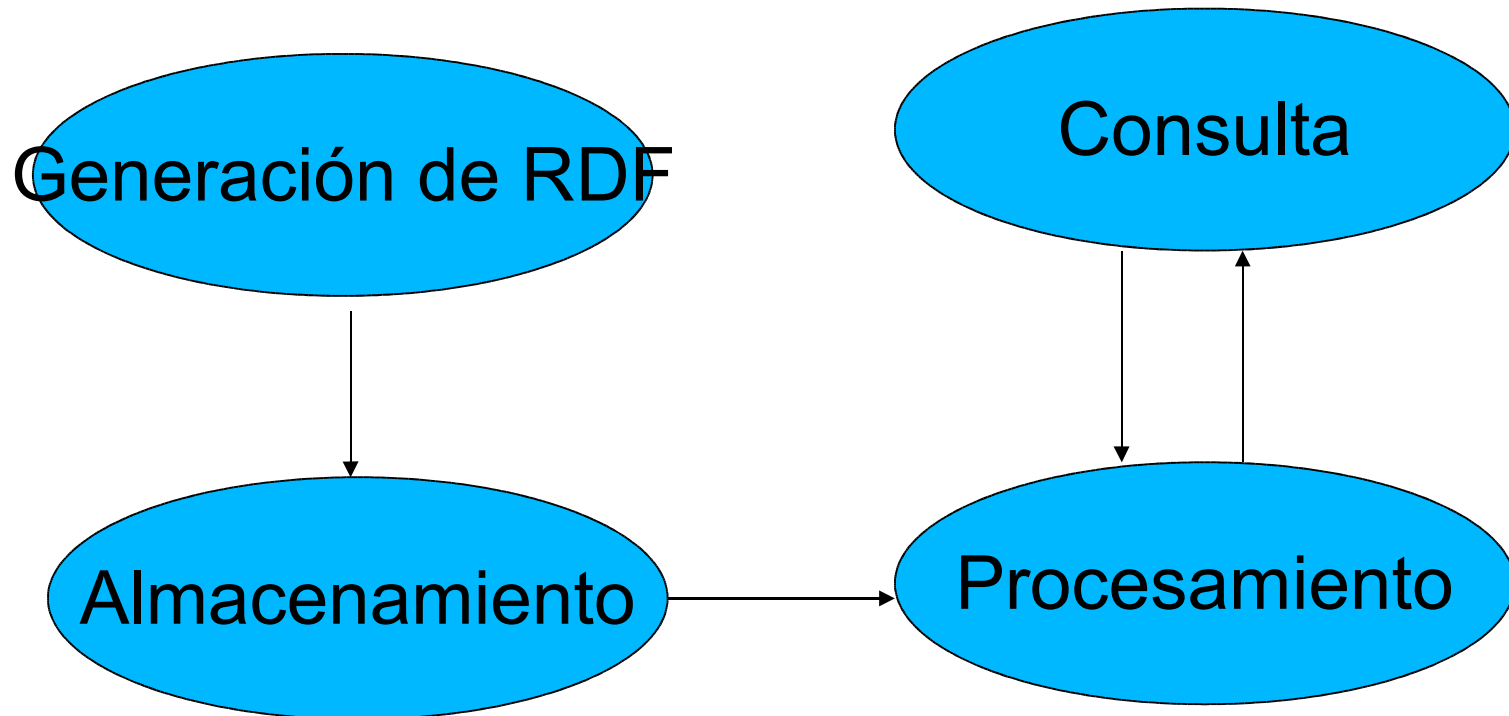 Generación de RDF
Consulta
Almacenamiento
Procesamiento